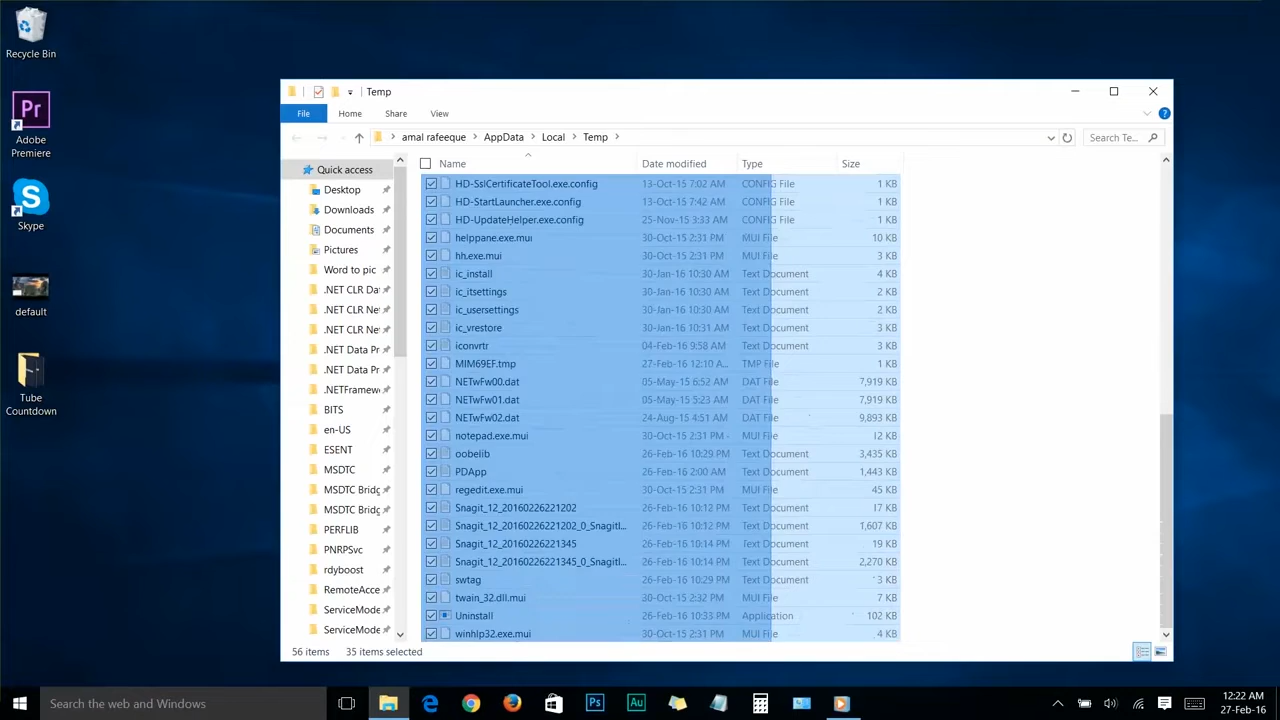 Recycle Bin
Adobe
Premiere
Skype
default
Tube
Countdown
Temp
File Home Share View
amal rafeeque > AppData > Local > Temp >
Search Te...
Quick access
Desktop
Downloads
Documents
Pictures
Word to pic
.NET CLR Da
.NET CLR Net
.NET CLR Net
.NET Data Pr
.NET Data Pr
.NETFramew
BITS
en-US
ESENT
MSDTC
MSDTC Bridg
MSDTC Bridg
PERFLIB
PNRPSvc
rdyboost
RemoteAcce
ServiceMode
ServiceMode
Name Date modified Type Size
HD-SslCertificateTool.exe.config 13-Oct-15 7:02 AM CONFIG File 1 KB
HD-StartLauncher.exe.config 13-Oct-15 7:42 AM CONFIG File 1 KB
HD-UpdateHelper.exe.config 25-Nov-15 3:33 AM CONFIG File 1 KB
helppane.exe.mui 30-Oct-15 2:31 PM MUI File 10 KB
hh.exe.mui 30-Oct-15 2:31 PM MUI File 3 KB
ic_install 30-Jan-16 10:30 AM Text Document 4 KB
ic_itsettings 30-Jan-16 10:30 AM Text Document 2 KB
ic_usersettings 30-Jan-16 10:30 AM Text Document 2 KB
ic_vrestore 30-Jan-16 10:31 AM Text Document 3 KB
iconvrtr 04-Feb-16 9:58 AM Text Document 3 KB
MIM69EF.tmp 27-Feb-16 12:10 A... TMP File 1 KB
NETwFw00.dat 05-May-15 6:52 AM DAT File 7,919 KB
NETwFw01.dat 05-May-15 5:23 AM DAT File 7,919 KB
NETwFw02.dat 24-Aug-15 4:51 AM DAT File 9,893 KB
notepad.exe.mui 30-Oct-15 2:31 PM MUI File 12 KB
oobelib 26-Feb-16 10:29 PM Text Document 3,435 KB
PDApp 26-Feb-16 2:00 AM Text Document 1,443 KB
regedit.exe.mui 30-Oct-15 2:31 PM MUI File 45 KB
Snagit_12_20160226221202 26-Feb-16 10:12 PM Text Document 17 KB
Snagit_12_20160226221202_0_SnagitI... 26-Feb-16 10:12 PM Text Document 1,607 KB
Snagit_12_20160226221345 26-Feb-16 10:14 PM Text Document 19 KB
Snagit_12_20160226221345_0_SnagitI... 26-Feb-16 10:14 PM Text Document 2,270 KB
swtag 26-Feb-16 10:29 PM Text Document 3 KB
twain_32.dll.mui 30-Oct-15 2:32 PM MUI File 7 KB
Uninstall 26-Feb-16 10:33 PM Application 102 KB
winhlp32.exe.mui 30-Oct-15 2:31 PM MUI File 4 KB
56 items 35 items selected
Search the web and Windows
Ps
Au
12:22 AM
27-Feb-16
Pr